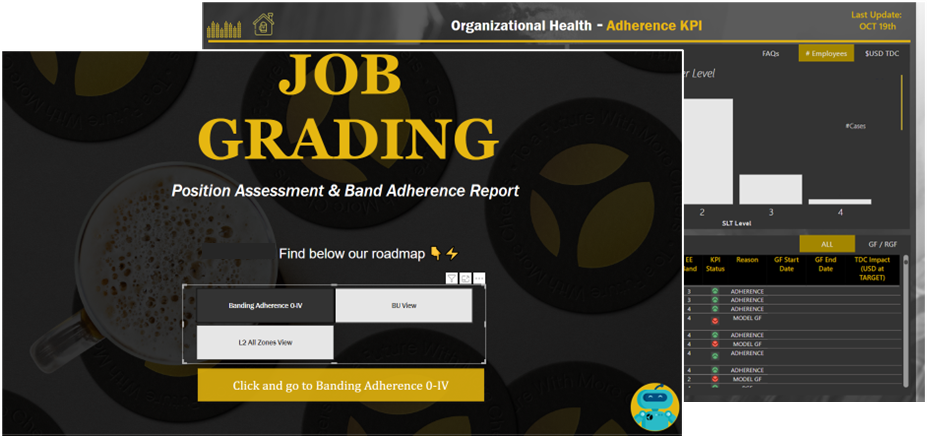 Organizational Health - Adherence KPI
Last Update:
OCT 19th
FAQs
# Employees
$USD TDC
er Level
#Cases
2
3
4
SLT Level
ALL
GF / RGF
EE
Band
KPI
Status
Reason
GF Start
Date
GF End
Date
TDC Impact
(USD at
TARGET)
3 ADHERENCE
3 ADHERENCE
4 ADHERENCE
4 MODEL GF
4 ADHERENCE
4 MODEL GF
4 ADHERENCE
4 ADHERENCE
2 MODEL GF
JOB
GRADING
Position Assessment & Band Adherence Report
Find below our roadmap 👇⚡
Banding Adherence 0-IV
BU View
L2 All Zones View
Click and go to Banding Adherence 0-IV